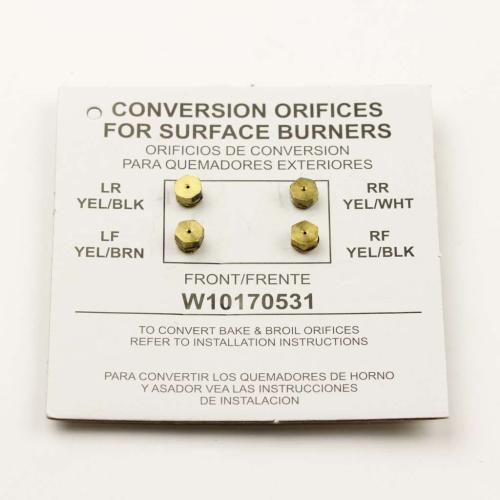 CONVERSION ORIFICES
FOR SURFACE BURNERS
ORIFICIOS DE CONVERSION
PARA QUEMADORES EXTERIORES
LR
YEL/BLK
RR
YEL/WHT
LF
YEL/BRN
RF
YEL/BLK
FRONT/FRENTE
W10170531
TO CONVERT BAKE & BROIL ORIFICES
REFER TO INSTALLATION INSTRUCTIONS
PARA CONVERTIR LOS QUEMADORES DE HORNO
Y ASADOR VEA LAS INSTRUCCIONES
DE INSTALACION